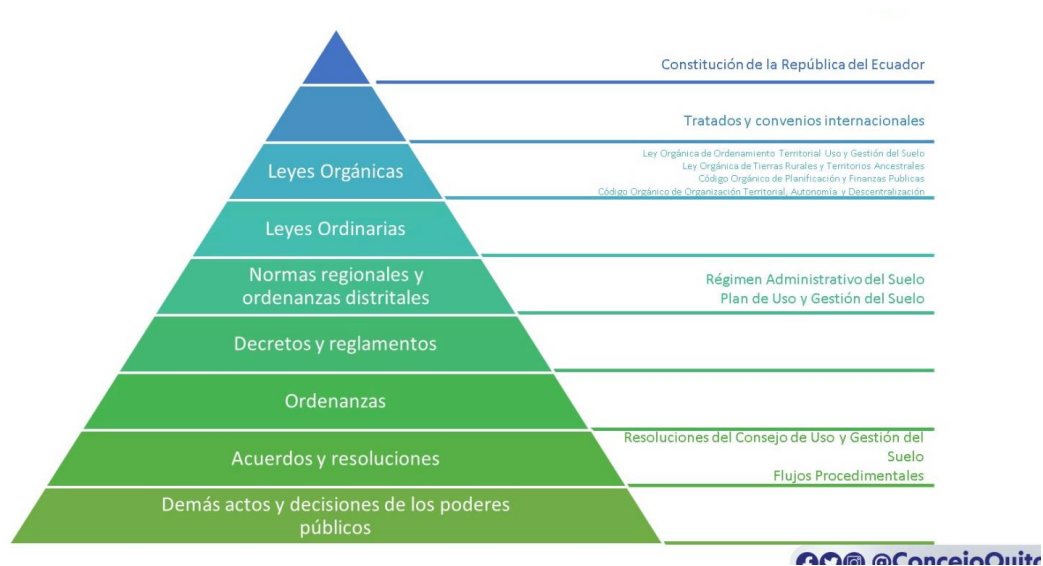 Constitución de la República del Ecuador
Tratados y convenios internacionales
Leyes Orgánicas
Ley Orgánica de Ordenamiento Territorial Uso y Gestión del Suelo
Ley Orgánica de Tierras Rurales y Territorios Ancestrales
Código Orgánico de Planificación y Finanzas Publicas
Código Orgánico de Organización Territorial, Autonomía y Descentralización
Leyes Ordinarias
Normas regionales y
ordenanzas distritales
Régimen Administrativo del Suelo
Plan de Uso y Gestión del Suelo
Decretos y reglamentos
Ordenanzas
Acuerdos y resoluciones
Resoluciones del Consejo de Uso y Gestión del
Suelo
Flujos Procedimentales
Demás actos y decisiones de los poderes
públicos
@ConcejoQuito